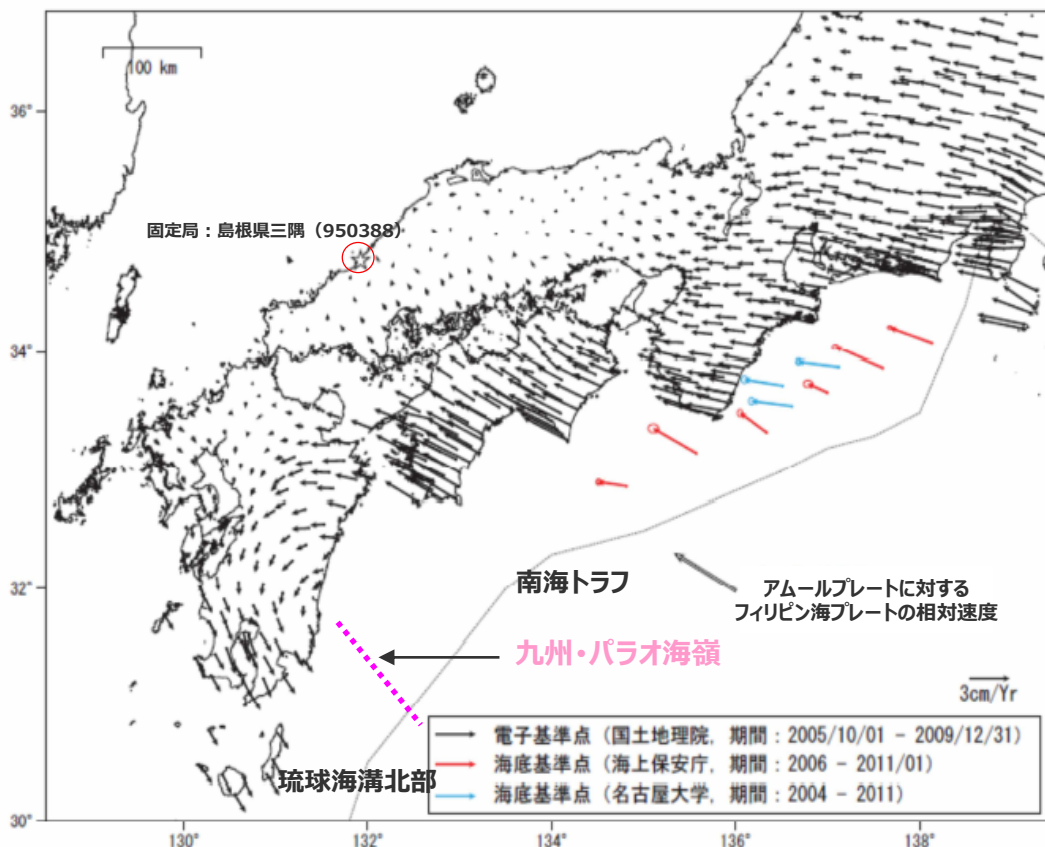 100 km
36°
固定局：島根県三隅（950388）
34°
南海トラフ
アムールプレートに対する
フィリピン海プレートの相対速度
32°
九州・パラオ海嶺
3cm/Yr
電子基準点（国土地理院，期間：2005/10/01 − 2009/12/31）
海底基準点（海上保安庁，期間：2006 − 2011/01）
海底基準点（名古屋大学，期間：2004 − 2011）
琉球海溝北部
30°
130°
132°
134°
136°
138°